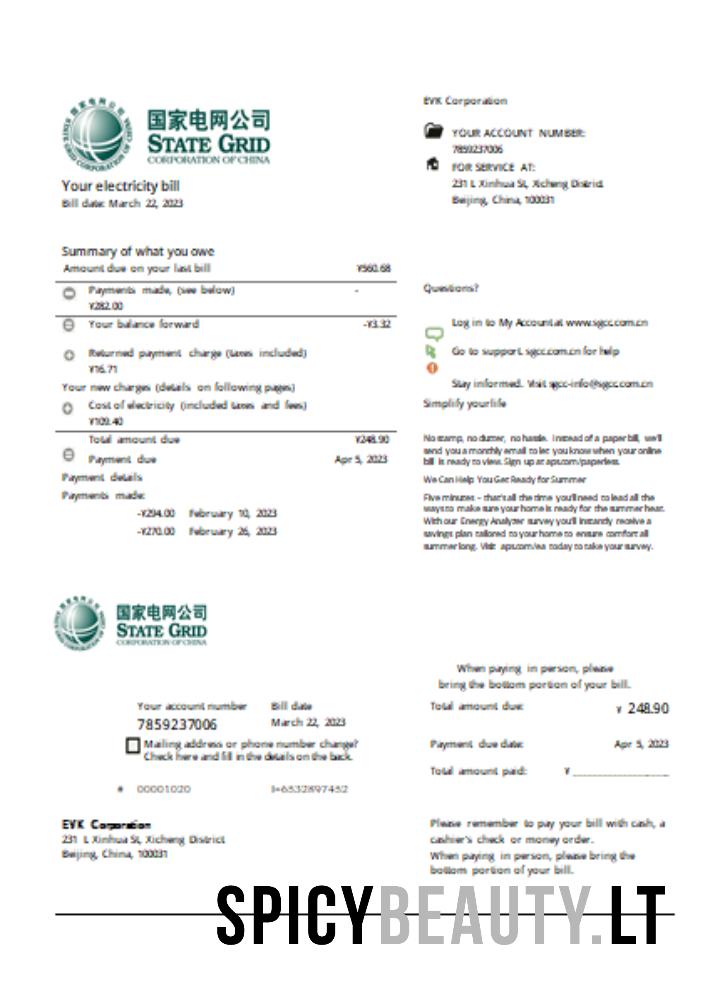 国家电网公司
STATE GRID
CORPORATION OF CHINA
Your electricity bill
Bill date: March 22, 2023
EVK Corporation
YOUR ACCOUNT NUMBER:
7859237006
FOR SERVICE AT:
231 L Xinhua St, Xicheng District
Beijing, China, 100031
Summary of what you owe
Amount due on your last bill ¥560.68
Payments made, (see below) -
¥282.00
Your balance forward -¥3.32
Returned payment charge (taxes included)
¥16.71
Your new charges (details on following pages)
Cost of electricity (included taxes and fees)
¥109.40
Total amount due ¥248.90
Payment due Apr 5, 2023
Payment details
Payments made:
-¥294.00 February 10, 2023
-¥270.00 February 26, 2023
Questions?
Log in to My Account at www.sgcc.com.cn
Go to support.sgcc.com.cn for help
Stay informed. Visit sgcc-info@sgcc.com.cn
Simplify your life
No stamp, no clutter, no hassle. Instead of a paper bill, we'll
send you a monthly email to let you know when your online
bill is ready to view. Sign up at aps.com/paperless.
We Can Help You Get Ready for Summer
Five minutes – that's all the time you'll need to lead all the
ways to make sure your home is ready for the summer heat.
With our Energy Analyzer survey you'll instantly receive a
savings plan tailored to your home to ensure comfort all
summer long. Visit aps.com/ea today to take your survey.
国家电网公司
STATE GRID
CORPORATION OF CHINA
Your account number Bill date
7859237006 March 22, 2023
Mailing address or phone number change?
Check here and fill in the details on the back.
# 00001020 I=6532897452
EVK Corporation
231 L Xinhua St, Xicheng District
Beijing, China, 100031
When paying in person, please
bring the bottom portion of your bill.
Total amount due: ¥ 248.90
Payment due date: Apr 5, 2023
Total amount paid: ¥
Please remember to pay your bill with cash, a
cashier's check or money order.
When paying in person, please bring the
bottom portion of your bill.
SPICYBEAUTY.LT